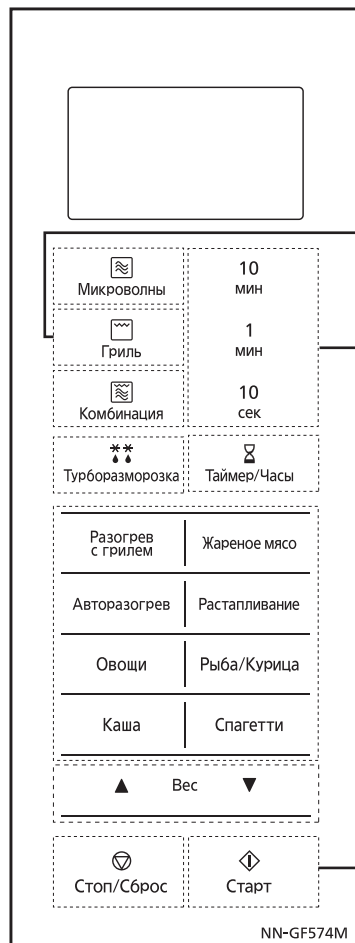 10
мин
Микроволны
1
мин
Гриль
10
сек
Комбинация
Турборазморозка
Таймер/Часы
Разогрев
с грилем
Жареное мясо
Авторазогрев
Растапливание
Овощи
Рыба/Курица
Каша
Спагетти
▲ Вес ▼
Стоп/Сброс
Старт
NN-GF574M